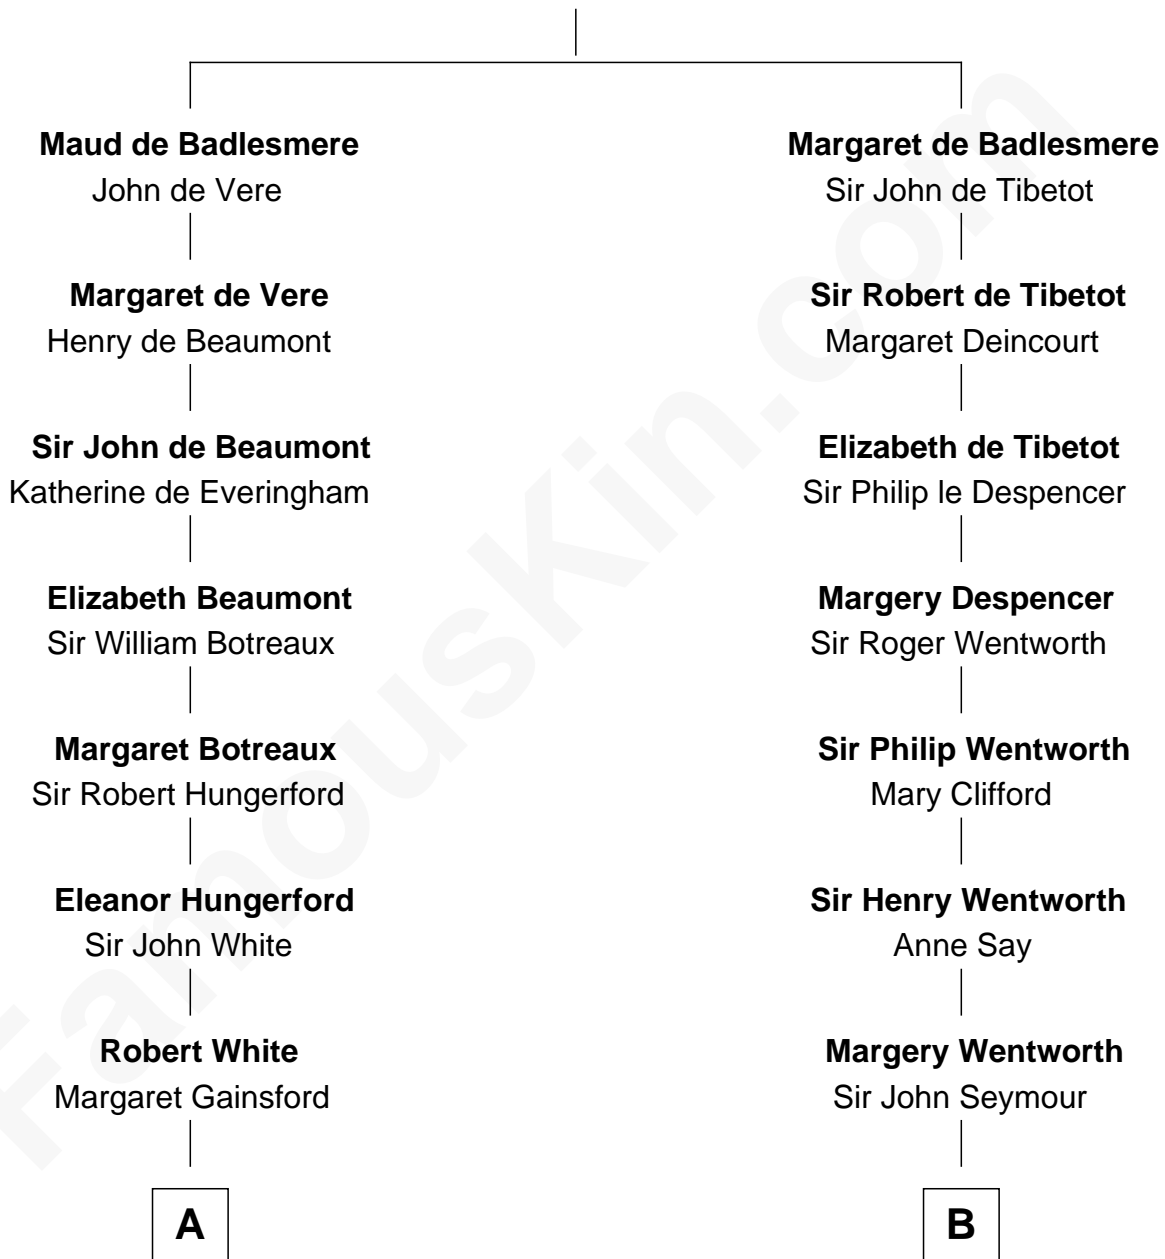 Maud de Badlesmere
John de Vere
Margaret de Vere
Henry de Beaumont
Sir John de Beaumont
Katherine de Everingham
Elizabeth Beaumont
Sir William Botreaux
Margaret Botreaux
Sir Robert Hungerford
Eleanor Hungerford
Sir John White
Robert White
Margaret Gainsford
A
Margaret de Badlesmere
Sir John de Tibetot
Sir Robert de Tibetot
Margaret Deincourt
Elizabeth de Tibetot
Sir Philip le Despencer
Margery Despencer
Sir Roger Wentworth
Sir Philip Wentworth
Mary Clifford
Sir Henry Wentworth
Anne Say
Margery Wentworth
Sir John Seymour
B
FamousKin.com